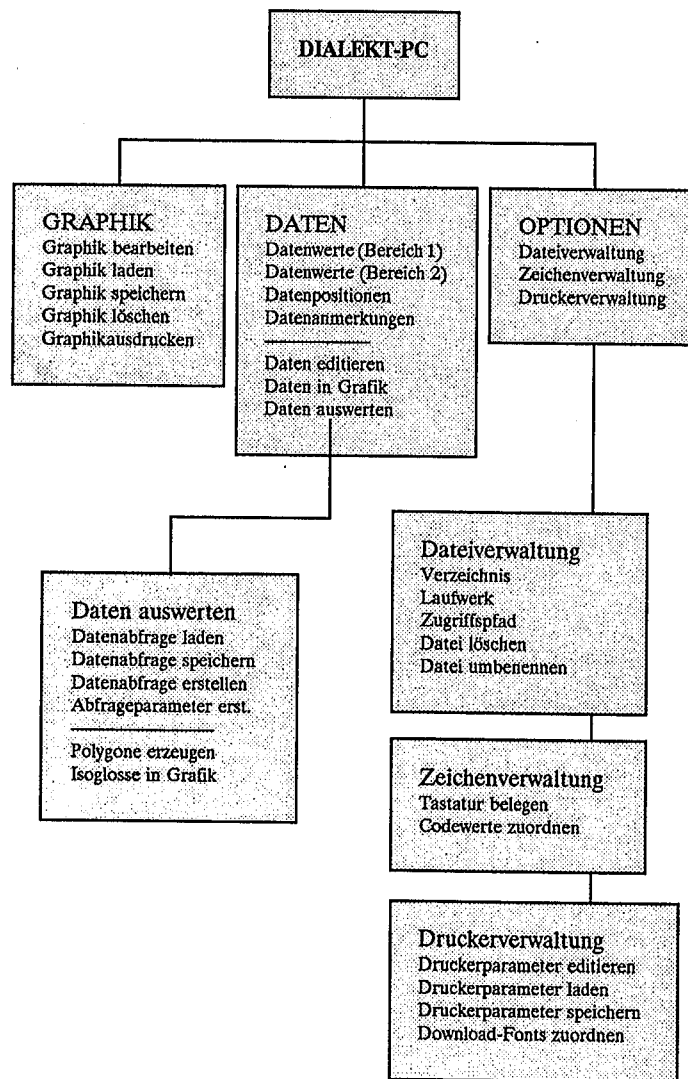 DIALEKT-PC
GRAPHIK
Graphik bearbeiten
Graphik laden
Graphik speichern
Graphik löschen
Graphikausdrucken
DATEN
Datenwerte (Bereich 1)
Datenwerte (Bereich 2)
Datenpositionen
Datenanmerkungen
Daten editieren
Daten in Grafik
Daten auswerten
OPTIONEN
Dateiverwaltung
Zeichenverwaltung
Druckerverwaltung
Daten auswerten
Datenabfrage laden
Datenabfrage speichern
Datenabfrage erstellen
Abfrageparameter erst.
Polygone erzeugen
Isoglosse in Grafik
Dateiverwaltung
Verzeichnis
Laufwerk
Zugriffspfad
Datei löschen
Datei umbenennen
Zeichenverwaltung
Tastatur belegen
Codewerte zuordnen
Druckerverwaltung
Druckerparameter editieren
Druckerparameter laden
Druckerparameter speichern
Download-Fonts zuordnen